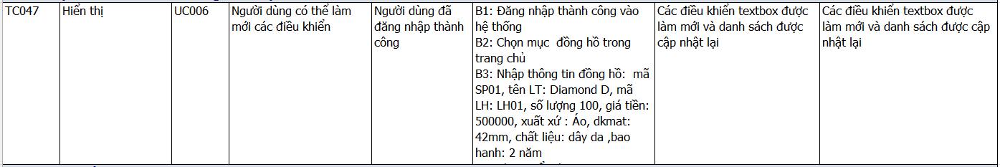 TC047
Hiển thị
UC006
Người dùng có thể làm
mới các điều khiển
Người dùng đã
đăng nhập thành
công
B1: Đăng nhập thành công vào
hệ thống
B2: Chọn mục  đồng hồ trong
trang chủ
B3: Nhập thông tin đồng hồ:  mã
SP01, tên LT: Diamond D, mã
LH: LH01, số lượng 100, giá tiền:
500000, xuất xứ : Áo, dkmat:
42mm, chất liệu: dây da ,bao
hanh: 2 năm
Các điều khiển textbox được
làm mới và danh sách được
cập nhật lại
Các điều khiển textbox được
làm mới và danh sách được cập
nhật lại